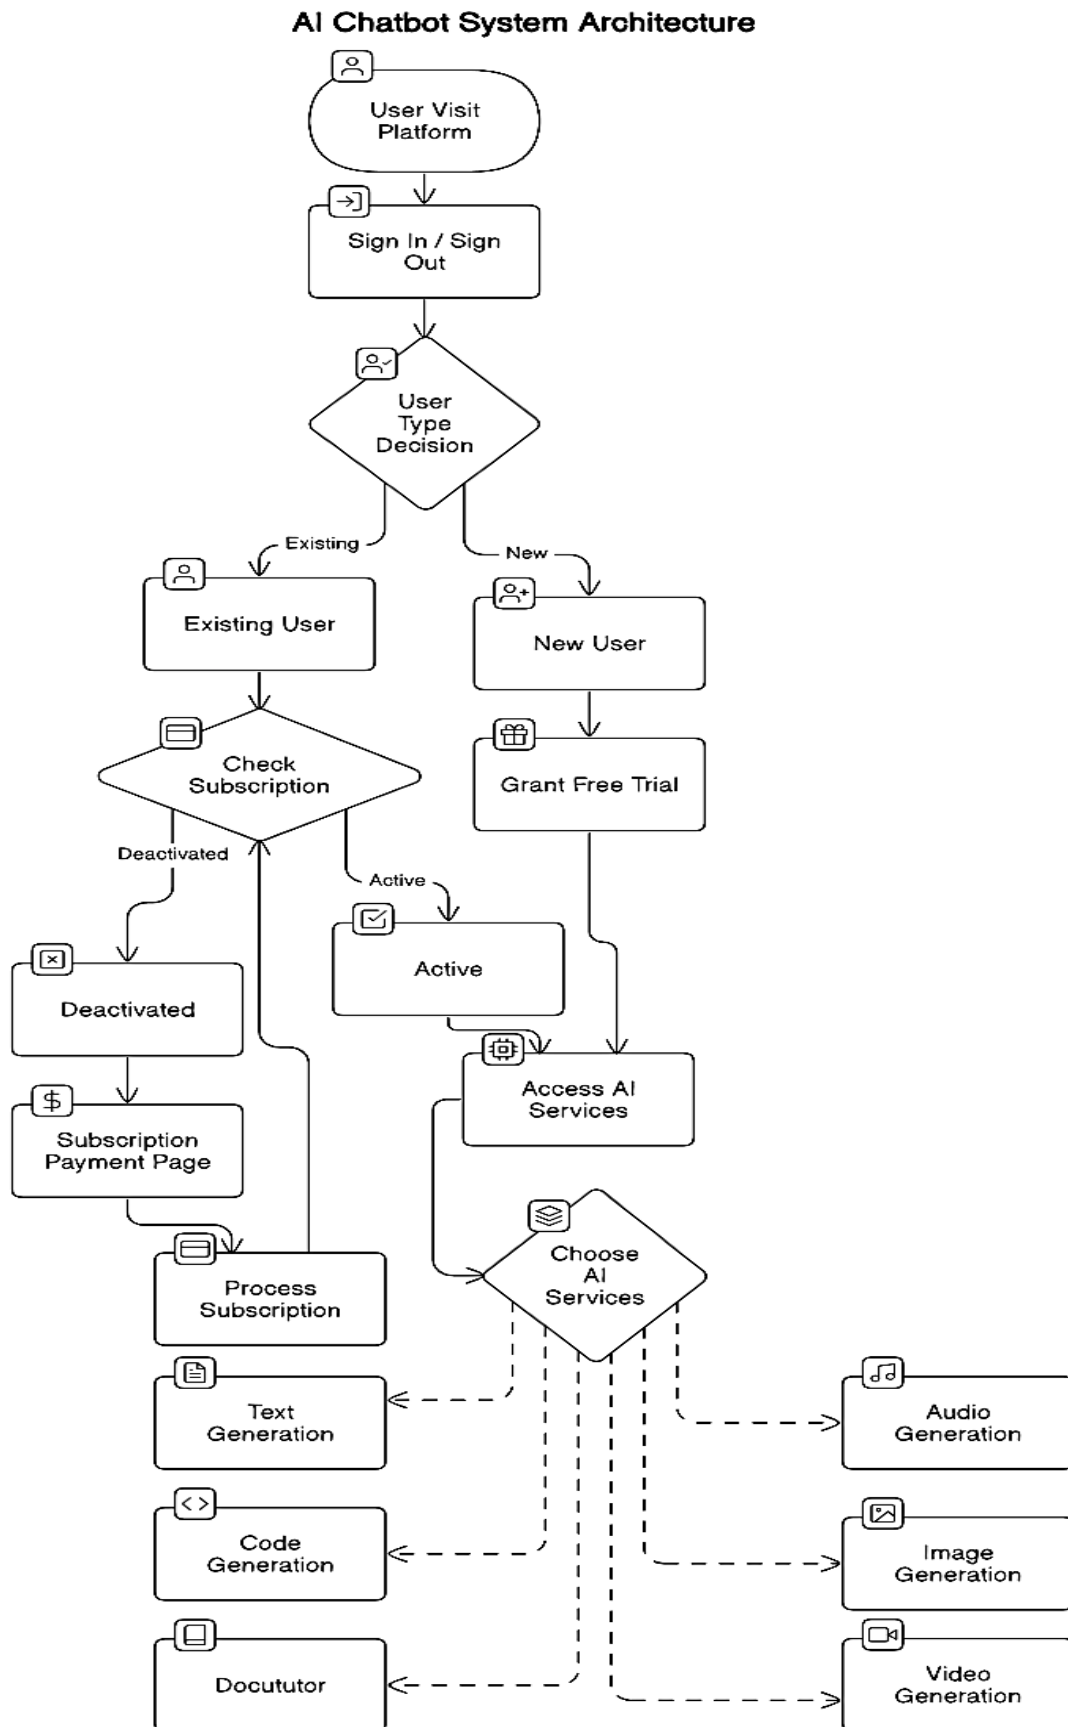 AI Chatbot System Architecture
User Visit
Platform
Sign In / Sign
Out
User
Type
Decision
Existing
New
Existing User
New User
Check
Subscription
Grant Free Trial
Deactivated
Active
Active
Deactivated
Access AI
Services
Subscription
Payment Page
Choose
AI
Services
Process
Subscription
Text
Generation
Audio
Generation
Code
Generation
Image
Generation
Docututor
Video
Generation